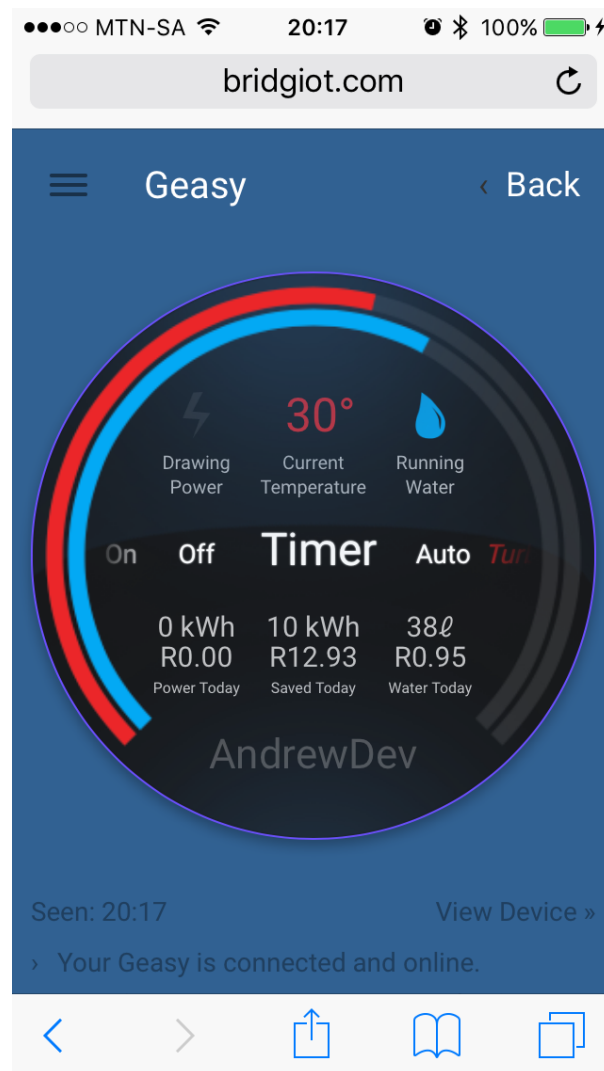 MTN-SA 20:17 100%
bridgiot.com
Geasy ‹ Back
30°
Drawing Current Running
Power Temperature Water
On Off Timer Auto
0 kWh 10 kWh 38ℓ
R0.00 R12.93 R0.95
Power Today Saved Today Water Today
AndrewDev
Seen: 20:17 View Device »
› Your Geasy is connected and online.